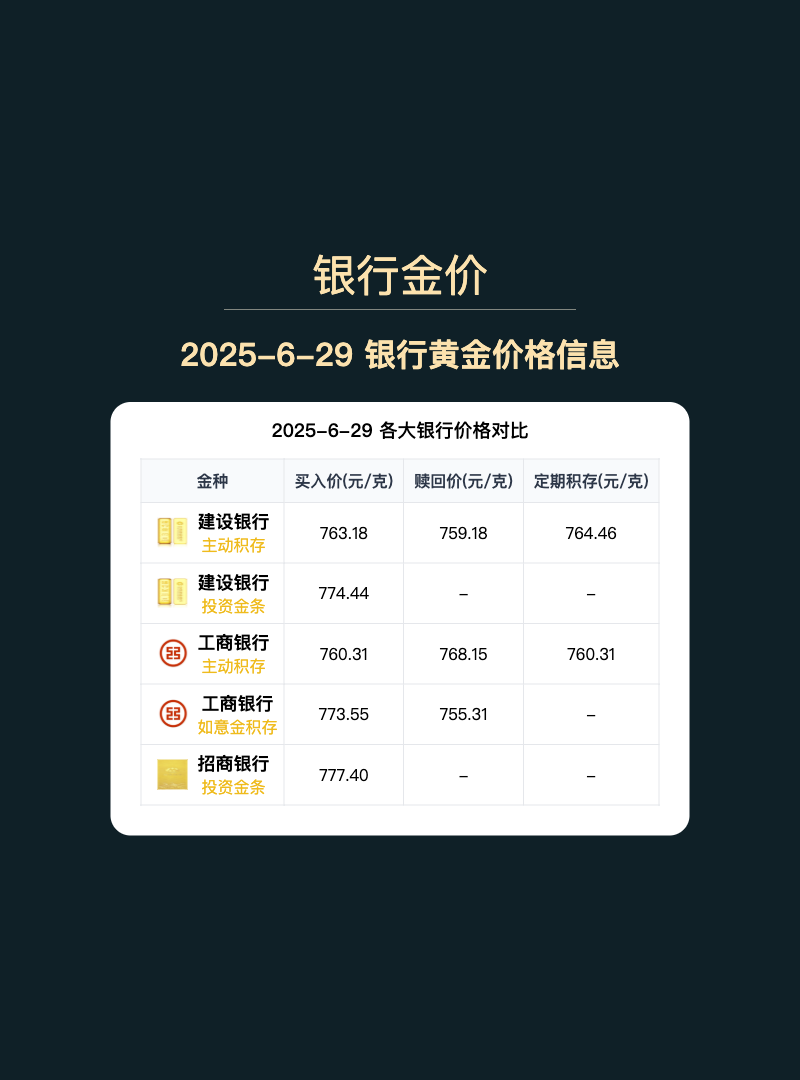 银行金价
2025-6-29 银行黄金价格信息
2025-6-29 各大银行价格对比
金种 买入价(元/克) 赎回价(元/克) 定期积存(元/克)
建设银行
主动积存 763.18 759.18 764.46
建设银行
投资金条 774.44 – –
工商银行
主动积存 760.31 768.15 760.31
工商银行
如意金积存 773.55 755.31 –
招商银行
投资金条 777.40 – –